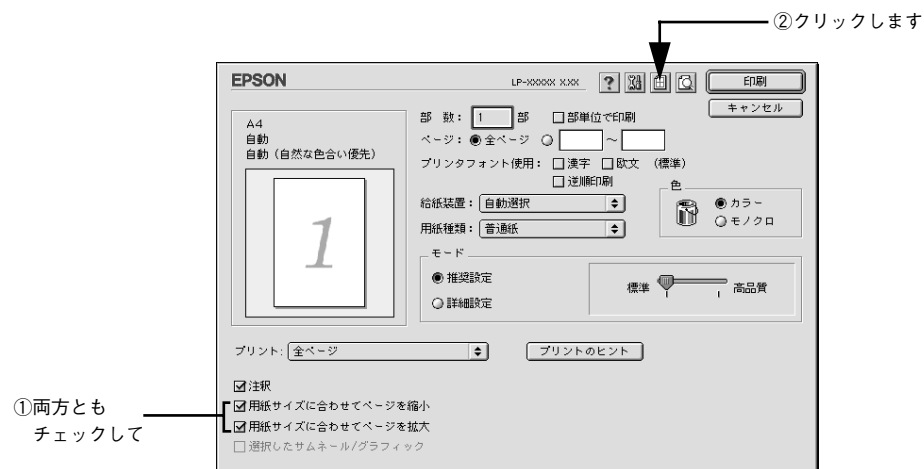 ②クリックします
EPSON
LP-XXXXX X.XX
?
印刷
キャンセル
A4
自動
自動（自然な色合い優先）
1
部 数： 1 部 □部単位で印刷
ページ：◉全ページ ○ ～
プリンタフォント使用： □漢字 □欧文 （標準）
□逆順印刷
給紙装置： 自動選択
用紙種類： 普通紙
色
◉カラー
○モノクロ
モード
◉推奨設定
○詳細設定
標準 高品質
プリント: 全ページ
プリントのヒント
☑注釈
☑用紙サイズに合わせてページを縮小
☑用紙サイズに合わせてページを拡大
□選択したサムネール/グラフィック
①両方とも
チェックして